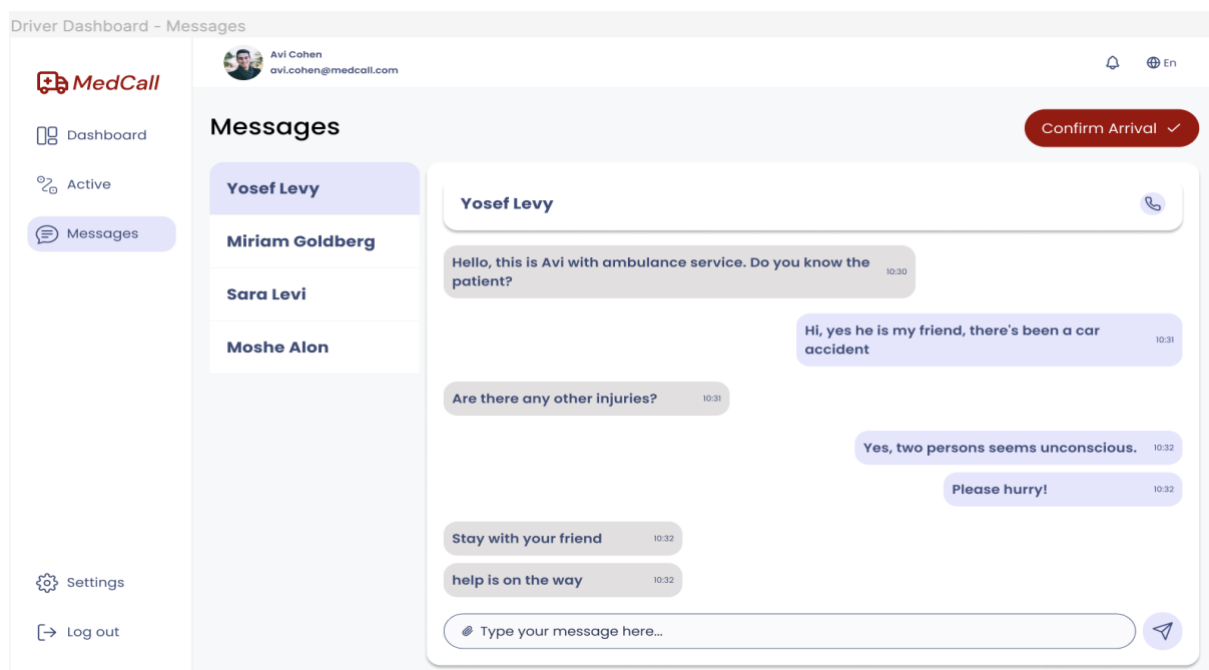 Driver Dashboard - Messages
MedCall
Avi Cohen
avi.cohen@medcall.com
En
Dashboard
Active
Messages
Settings
Log out
Messages
Confirm Arrival
Yosef Levy
Miriam Goldberg
Sara Levi
Moshe Alon
Yosef Levy
Hello, this is Avi with ambulance service. Do you know the
patient?
10:30
Hi, yes he is my friend, there's been a car
accident
10:31
Are there any other injuries? 10:31
Yes, two persons seems unconscious. 10:32
Please hurry! 10:32
Stay with your friend 10:32
help is on the way 10:32
Type your message here...